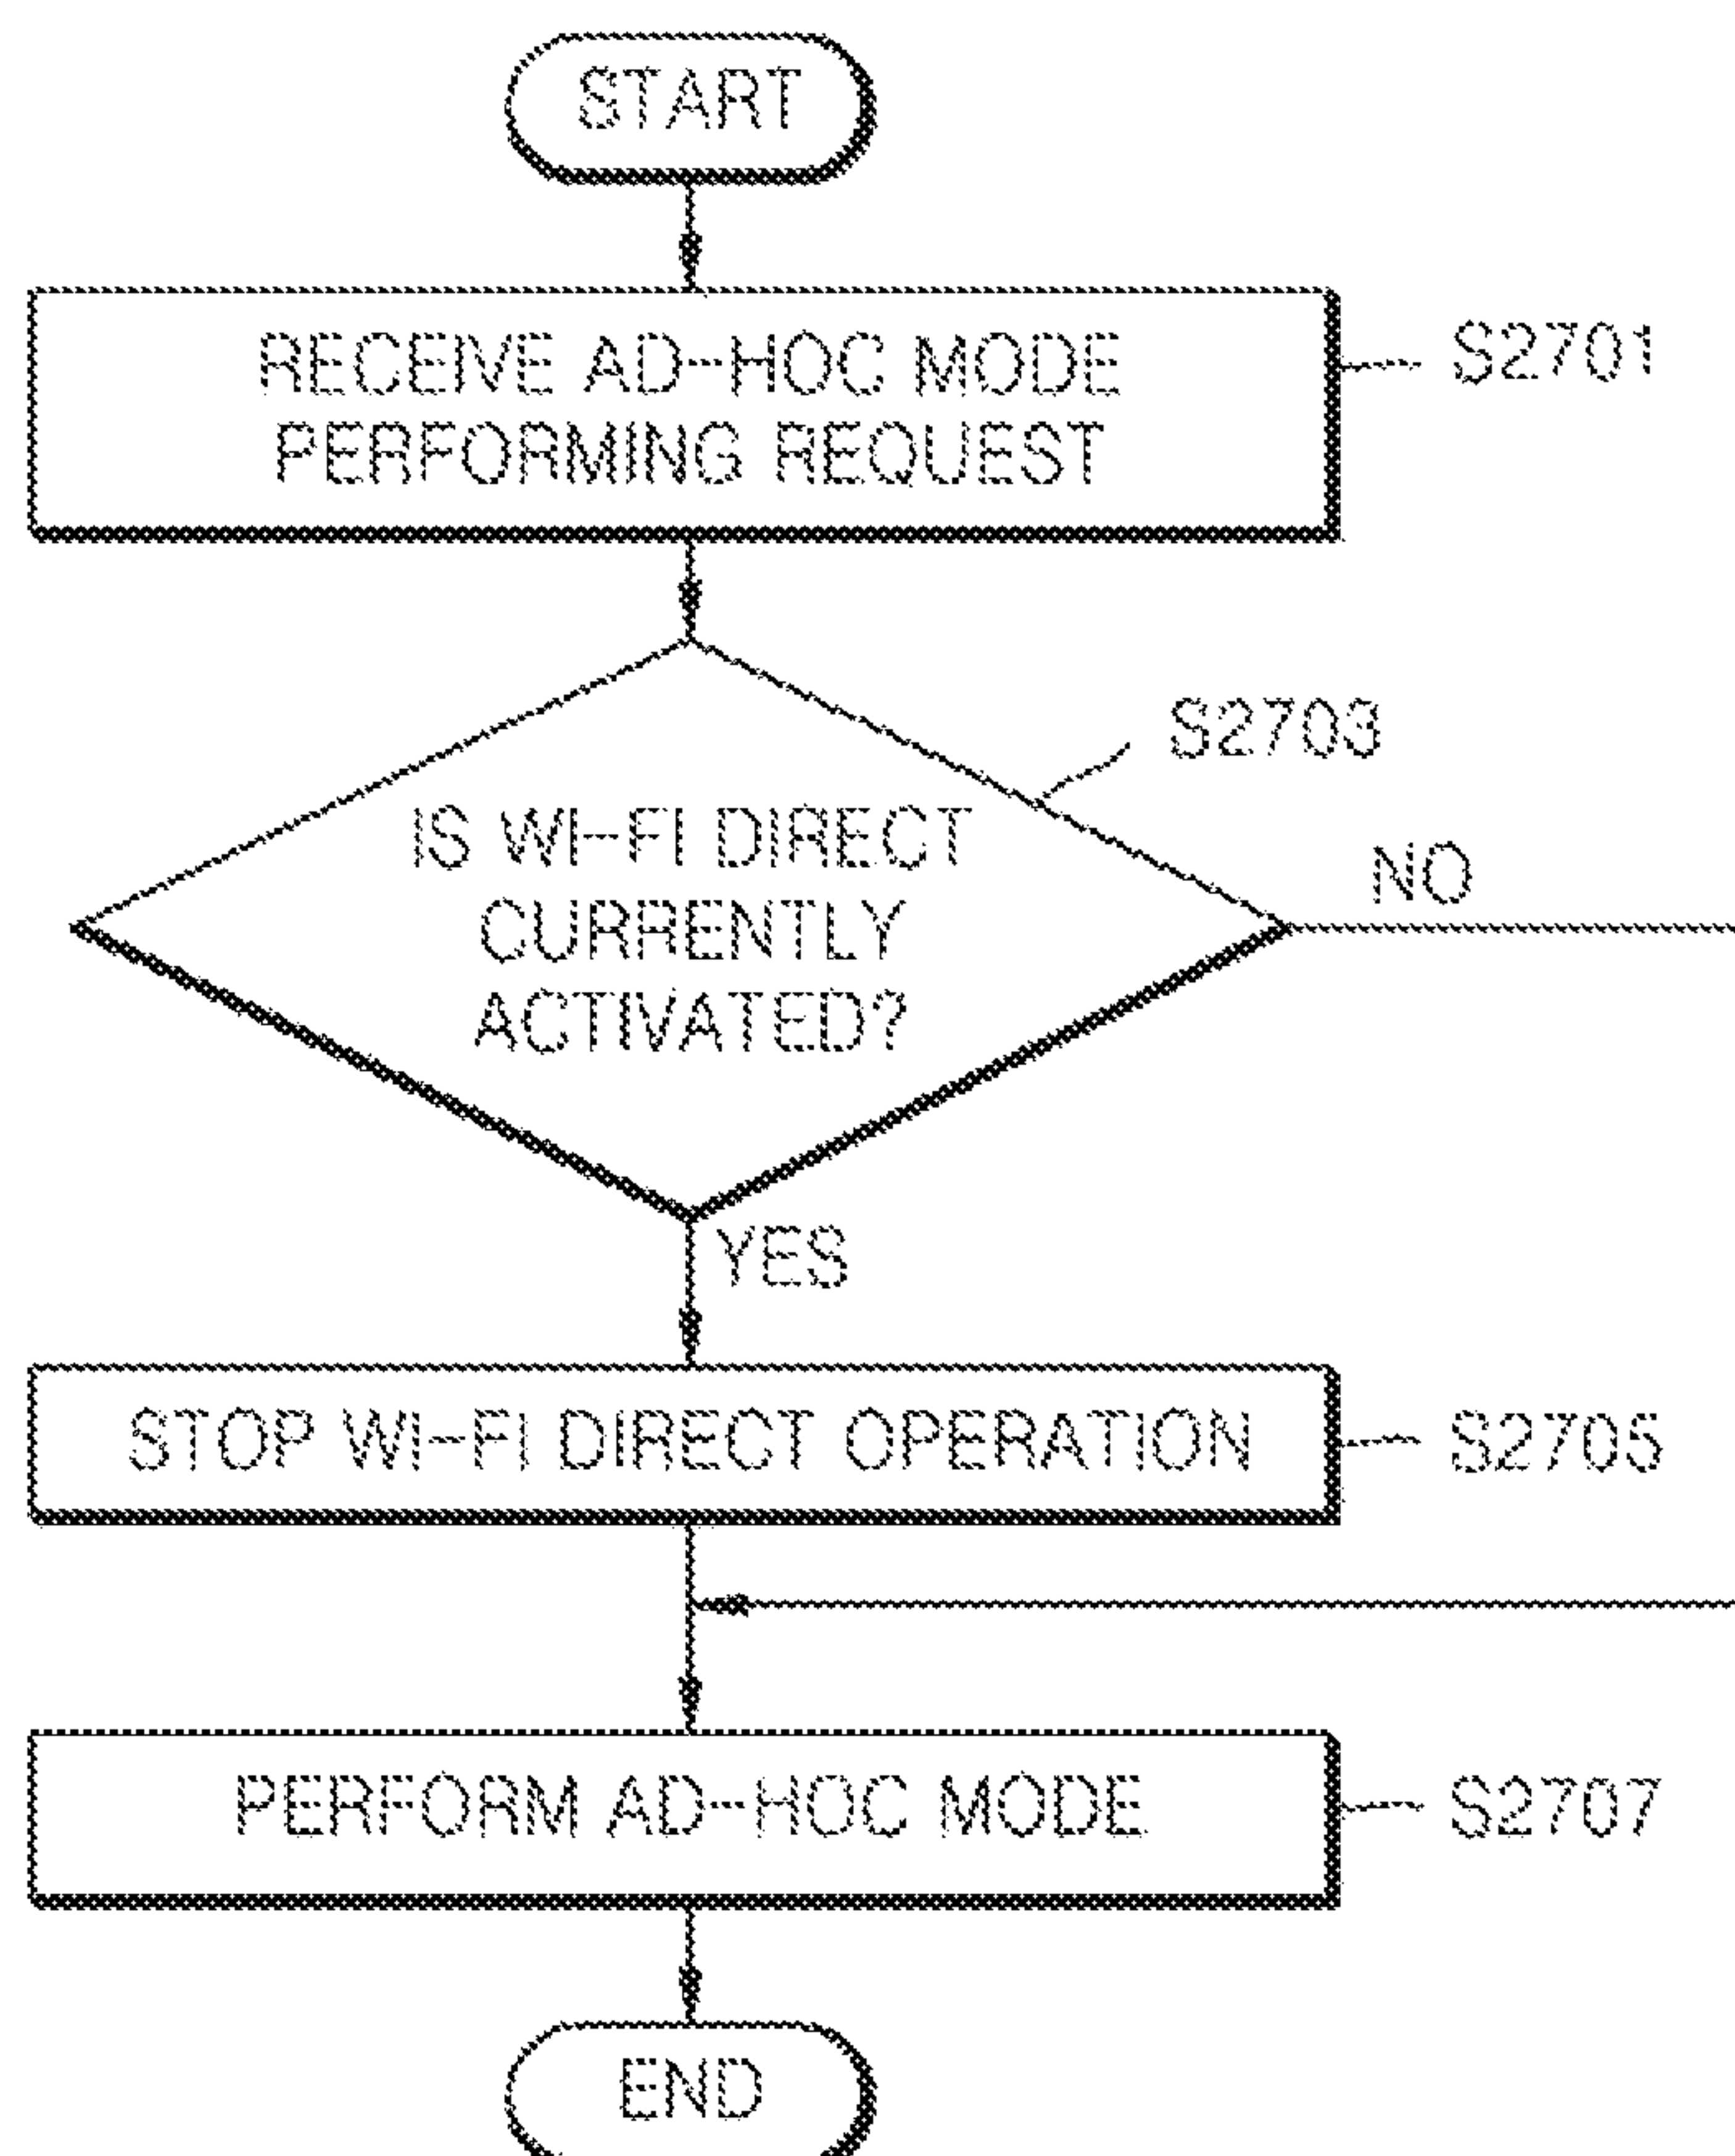 START
RECEIVE AD-HOC MODE
PERFORMING REQUEST
S2701
S2703
IS WI-FI DIRECT
CURRENTLY
ACTIVATED?
NO
YES
STOP WI-FI DIRECT OPERATION
S2705
PERFORM AD-HOC MODE
S2707
END